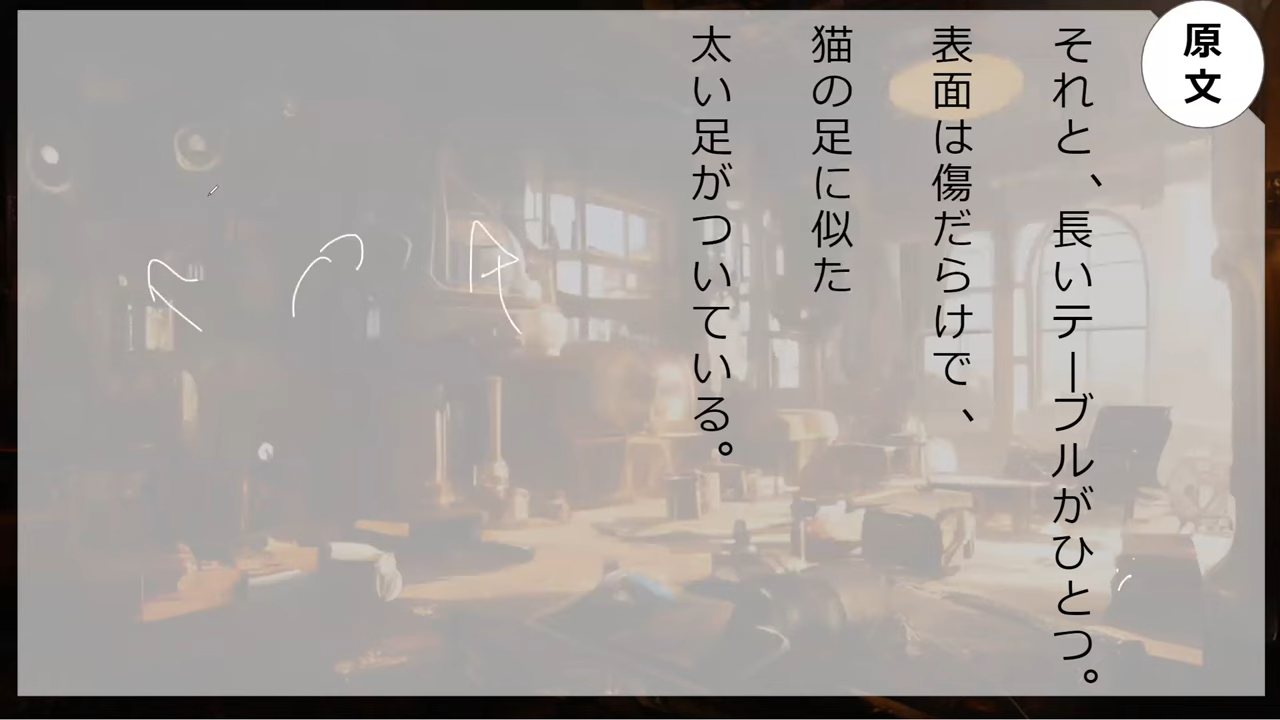 原文
それと、長いテーブルがひとつ。
表面は傷だらけで、
猫の足に似た
太い足がついている。